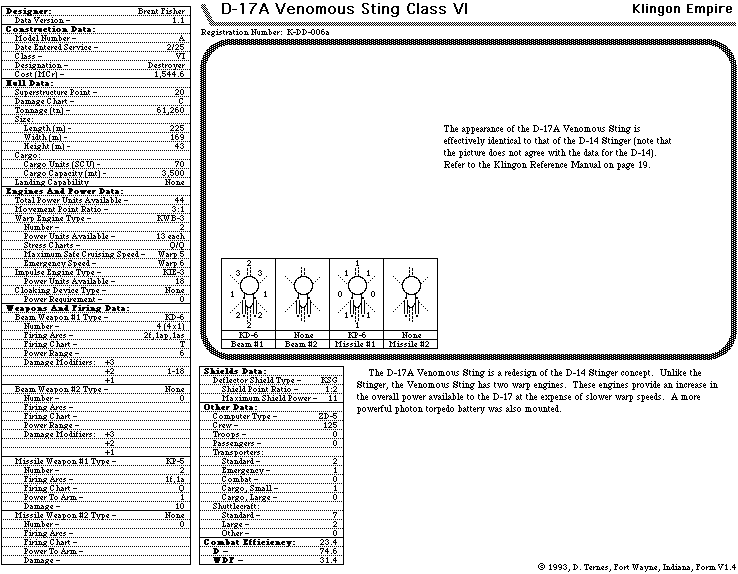 D-17A Venomous Sting Class VI
Klingon Empire
Registration Number: K-DD-006a
Designer: Brent Fisher
Data Version - 1.1
Construction Data:
Model Number - A
Date Entered Service - 2/25
Class - VI
Designation - Destroyer
Cost (MCr) - 1,544.6
Hull Data:
Superstructure Point - 20
Damage Chart - C
Tonnage (tn) - 61,260
Size:
Length (m) - 225
Width (m) - 169
Height (m) - 43
Cargo:
Cargo Units (SCU) - 70
Cargo Capacity (mt) - 3,500
Landing Capability None
Engines And Power Data:
Total Power Units Available - 44
Movement Point Ratio - 3:1
Warp Engine Type - KWB-3
Number - 2
Power Units Available - 13 each
Stress Charts - O/Q
Maximum Safe Cruising Speed - Warp 5
Emergency Speed - Warp 6
Impulse Engine Type - KIE-3
Power Units Available - 18
Cloaking Device Type - None
Power Requirement - 0
Weapons And Firing Data:
Beam Weapon #1 Type - KD-6
Number - 4 (4x1)
Firing Arcs - 2f,1ap,1as
Firing Chart - T
Power Range - 6
Damage Modifiers: +3
+2 1-18
+1
Beam Weapon #2 Type - None
Number - 0
Firing Arcs -
Firing Chart -
Power Range -
Damage Modifiers: +3
+2
+1
Missile Weapon #1 Type - KP-5
Number - 2
Firing Arcs - 1f,1a
Firing Chart - O
Power To Arm - 1
Damage - 10
Missile Weapon #2 Type - None
Number - 0
Firing Arcs -
Firing Chart -
Power To Arm -
Damage -
The appearance of the D-17A Venomous Sting is
effectively identical to that of the D-14 Stinger (note that
the picture does not agree with the data for the D-14).
Refer to the Klingon Reference Manual on page 19.
2 1
3 3 1 1
1 1 0 0
2 2 1 1
2 1
KD-6 None KP-6 None
Beam #1 Beam #2 Missile #1 Missile #2
Shields Data:
Deflector Shield Type - KSG
Shield Point Ratio - 1:2
Maximum Shield Power - 11
Other Data:
Computer Type - ZD-5
Crew - 125
Troops - 0
Passengers - 0
Transporters:
Standard - 2
Emergency - 1
Combat - 0
Cargo, Small - 1
Cargo, Large - 0
Shuttlecraft:
Standard - 7
Large - 2
Other - 0
Combat Efficiency: 23.4
D - 74.6
WDF - 31.4
The D-17A Venomous Sting is a redesign of the D-14 Stinger concept. Unlike the
Stinger, the Venomous Sting has two warp engines. These engines provide an increase in
the overall power available to the D-17 at the expense of slower warp speeds. A more
powerful photon torpedo battery was also mounted.
© 1993, D. Ternes, Fort Wayne, Indiana, Form V1.4